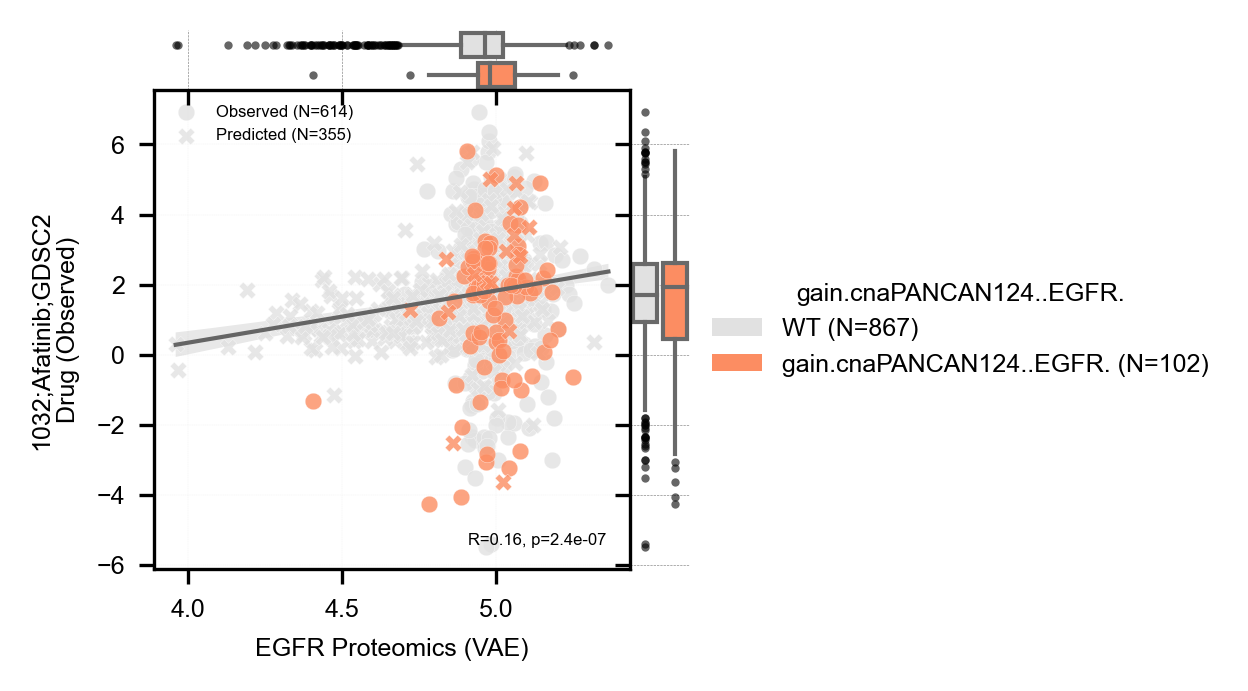 Observed (N=614)
Predicted (N=355)
6
4
2
0
−2
−4
−6
1032;Afatinib;GDSC2
Drug (Observed)
R=0.16, p=2.4e-07
4.0 4.5 5.0
EGFR Proteomics (VAE)
gain.cnaPANCAN124..EGFR.
WT (N=867)
gain.cnaPANCAN124..EGFR. (N=102)